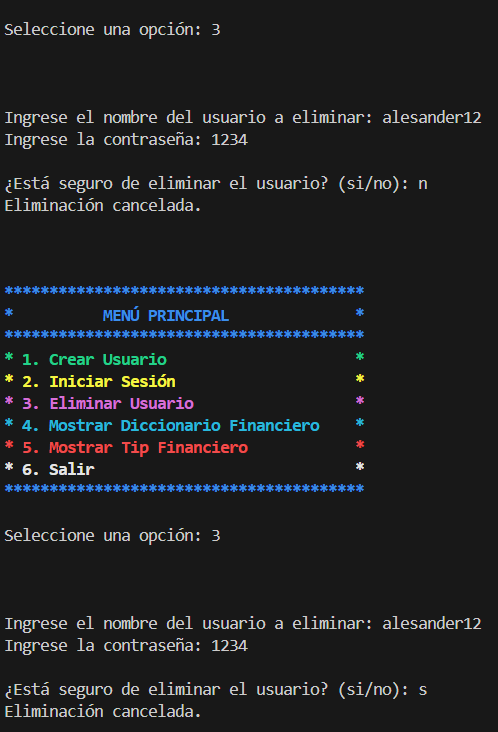 Seleccione una opción: 3
Ingrese el nombre del usuario a eliminar: alesander12
Ingrese la contraseña: 1234
¿Está seguro de eliminar el usuario? (si/no): n
Eliminación cancelada.
****************************************
*          MENÚ PRINCIPAL              *
****************************************
* 1. Crear Usuario                     *
* 2. Iniciar Sesión                    *
* 3. Eliminar Usuario                  *
* 4. Mostrar Diccionario Financiero    *
* 5. Mostrar Tip Financiero            *
* 6. Salir                             *
****************************************
Seleccione una opción: 3
Ingrese el nombre del usuario a eliminar: alesander12
Ingrese la contraseña: 1234
¿Está seguro de eliminar el usuario? (si/no): s
Eliminación cancelada.